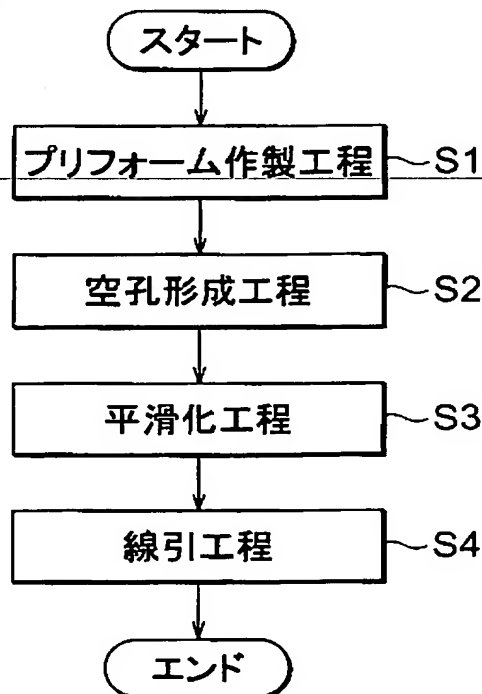 スタート
プリフォーム作製工程 S1
空孔形成工程 S2
平滑化工程 S3
線引工程 S4
エンド